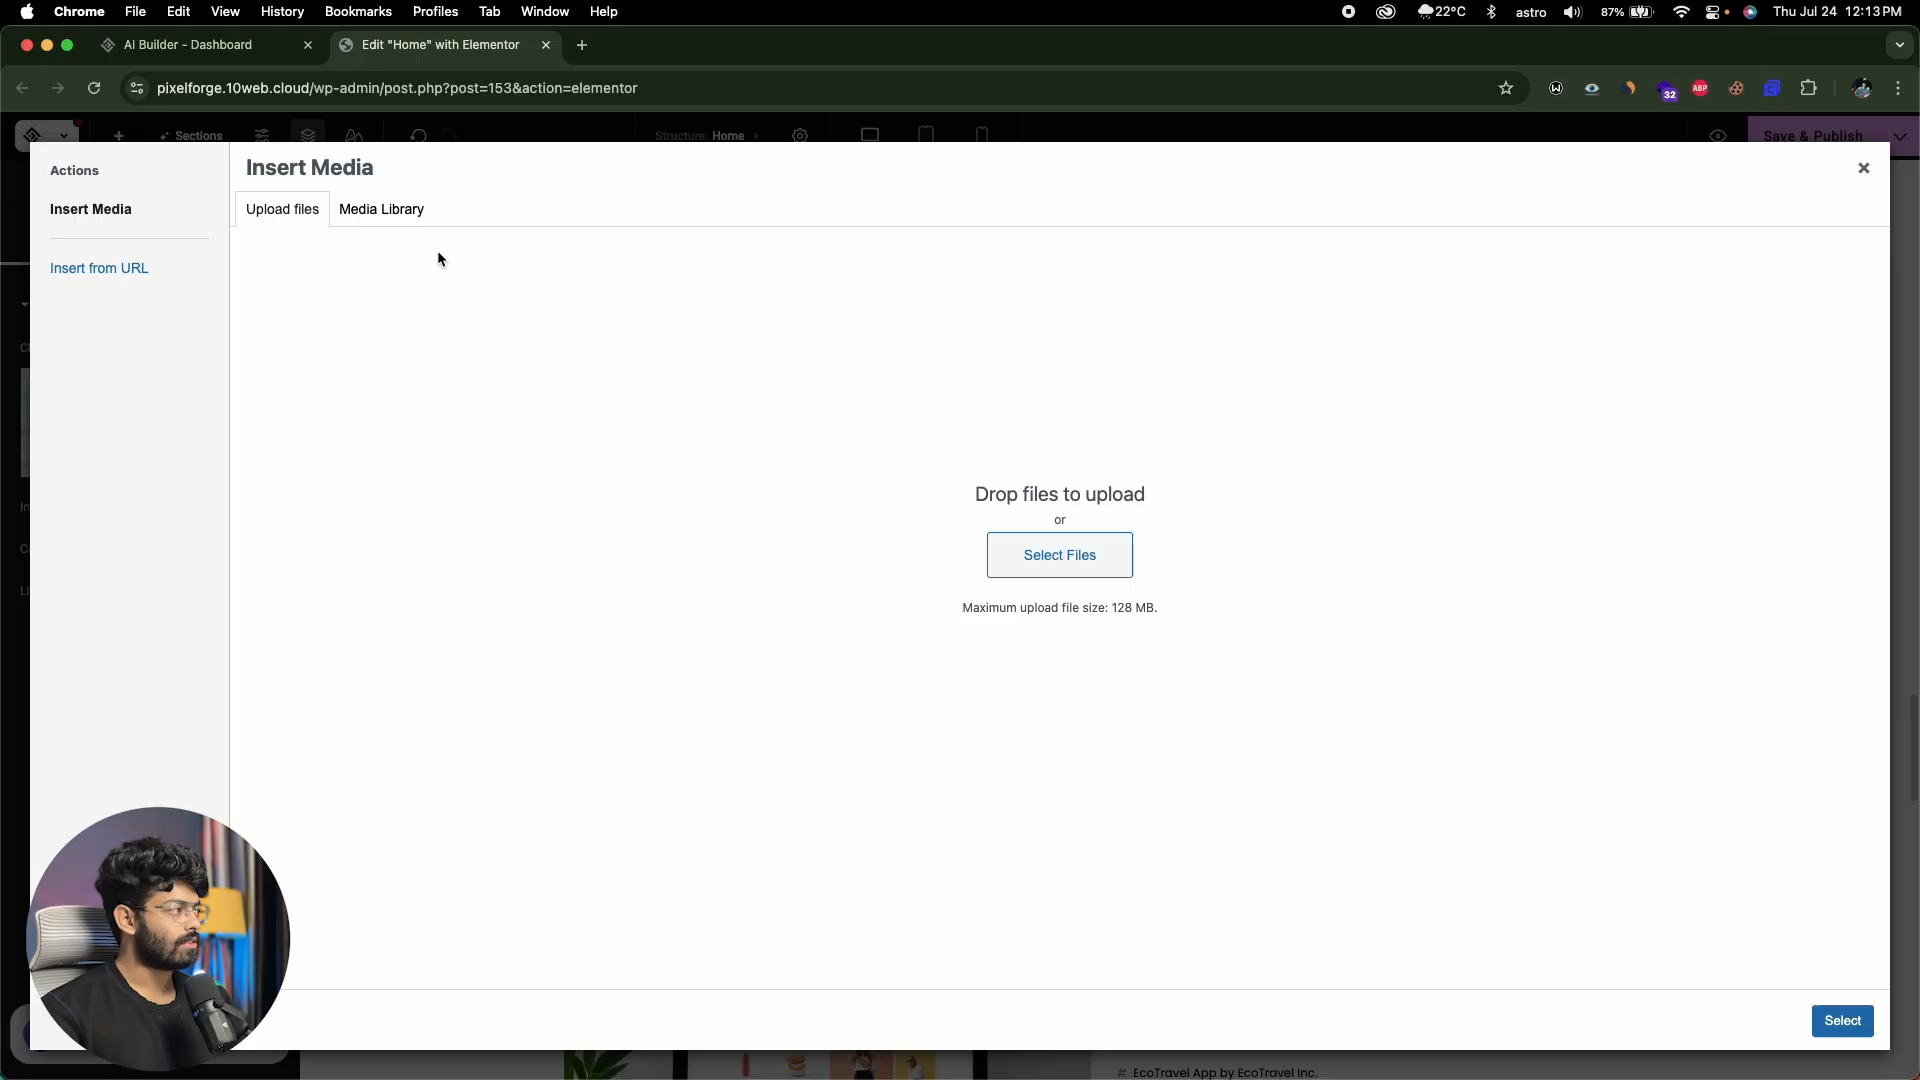 Chrome File Edit View History Bookmarks Profiles Tab Window Help 22°C astro 87% Thu Jul 24 12:13 PM
AI Builder - Dashboard Edit "Home" with Elementor
pixelforge.10web.cloud/wp-admin/post.php?post=153&action=elementor 32 ABP
Sections Structure: Home Save & Publish
Actions
Insert Media
Insert from URL
Insert Media
Upload files Media Library
Drop files to upload
or
Select Files
Maximum upload file size: 128 MB.
Select
# EcoTravel App by EcoTravel Inc.